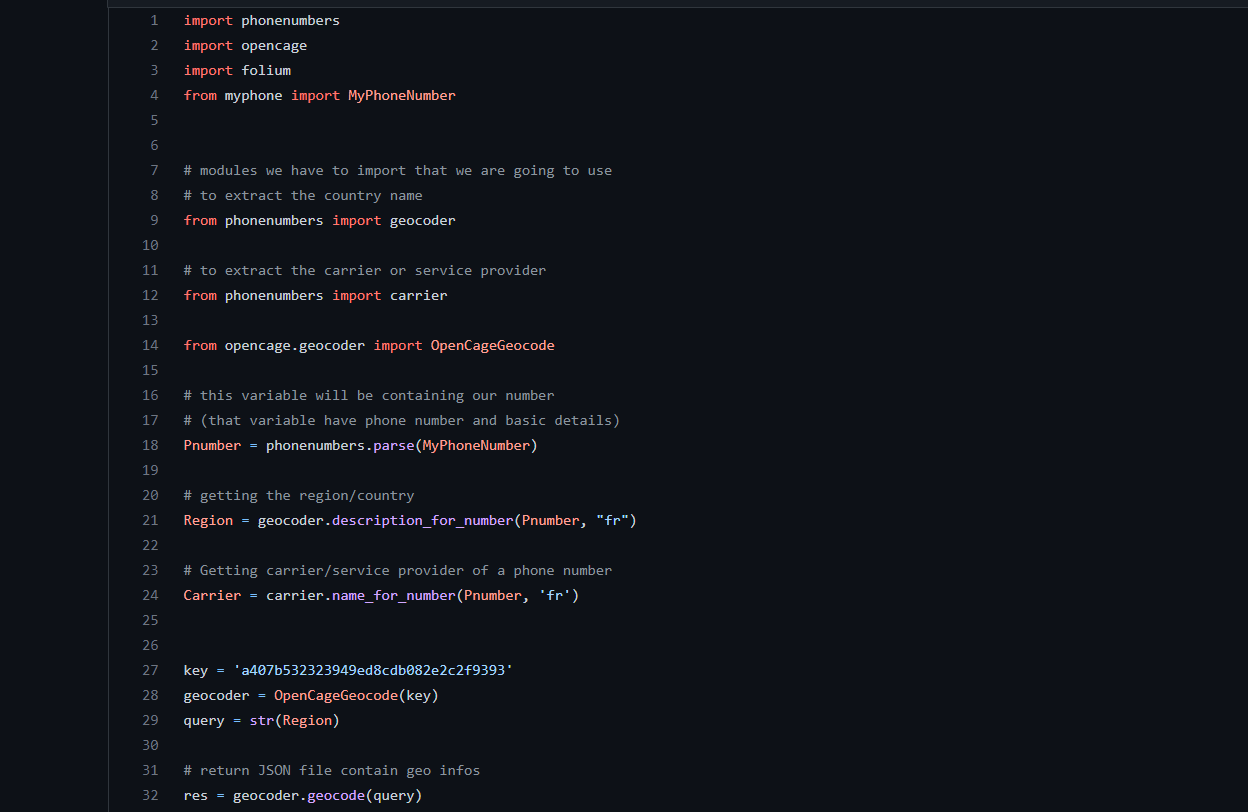 1 import phonenumbers
2 import opencage
3 import folium
4 from myphone import MyPhoneNumber
5
6
7 # modules we have to import that we are going to use
8 # to extract the country name
9 from phonenumbers import geocoder
10
11 # to extract the carrier or service provider
12 from phonenumbers import carrier
13
14 from opencage.geocoder import OpenCageGeocode
15
16 # this variable will be containing our number
17 # (that variable have phone number and basic details)
18 Pnumber = phonenumbers.parse(MyPhoneNumber)
19
20 # getting the region/country
21 Region = geocoder.description_for_number(Pnumber, "fr")
22
23 # Getting carrier/service provider of a phone number
24 Carrier = carrier.name_for_number(Pnumber, 'fr')
25
26
27 key = 'a407b532323949ed8cdb082e2c2f9393'
28 geocoder = OpenCageGeocode(key)
29 query = str(Region)
30
31 # return JSON file contain geo infos
32 res = geocoder.geocode(query)